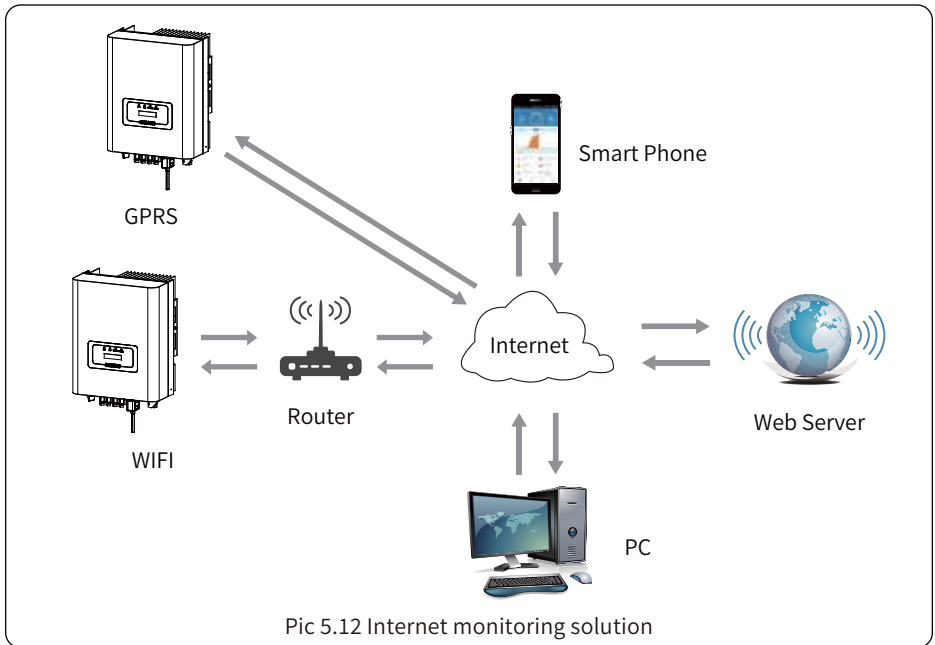 Smart Phone
GPRS
Internet
Router
Web Server
WIFI
PC
Pic 5.12 Internet monitoring solution